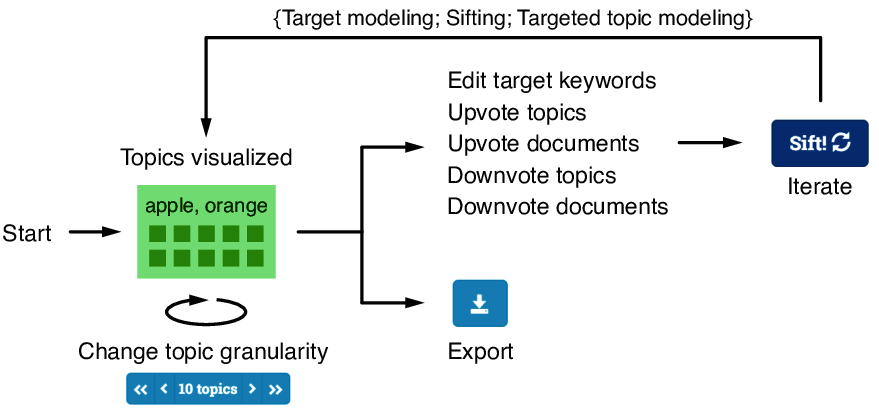 {Target modeling; Sifting; Targeted topic modeling}
Topics visualized
apple, orange
Start
Change topic granularity
10 topics
Edit target keywords
Upvote topics
Upvote documents
Downvote topics
Downvote documents
Export
Sift!
Iterate